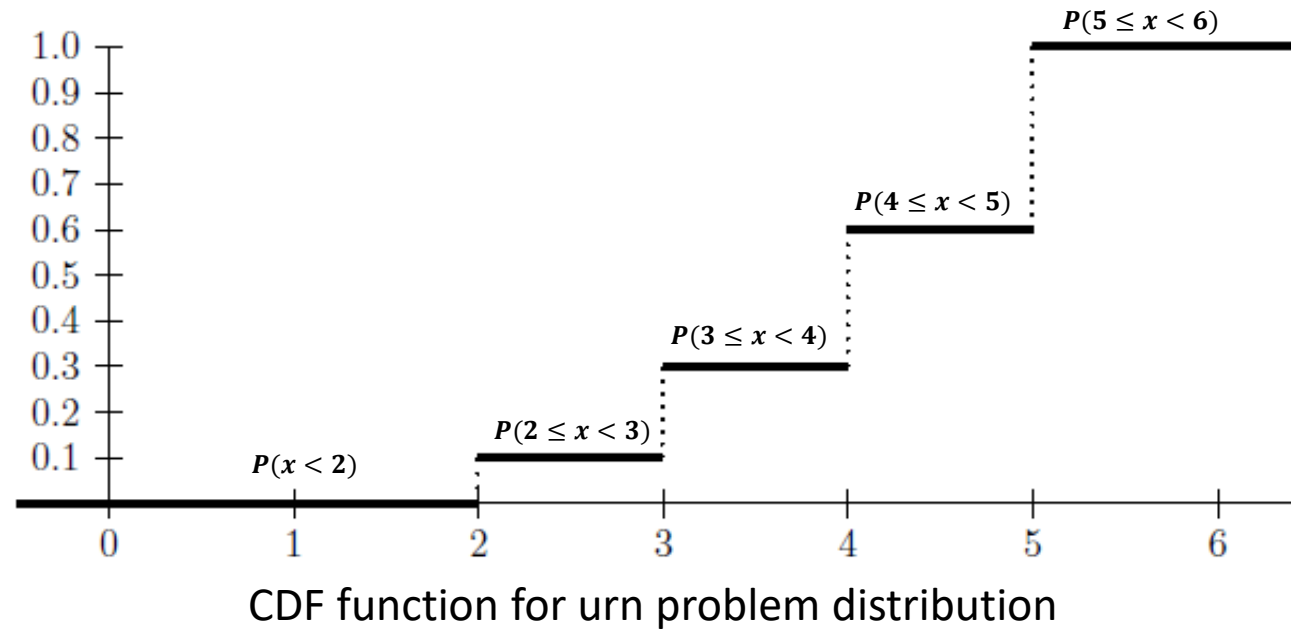 P(5 ≤ x < 6)
1.0
0.9
0.8
0.7
P(4 ≤ x < 5)
0.6
0.5
0.4
P(3 ≤ x < 4)
0.3
0.2
P(2 ≤ x < 3)
0.1
P(x < 2)
0 1 2 3 4 5 6
CDF function for urn problem distribution